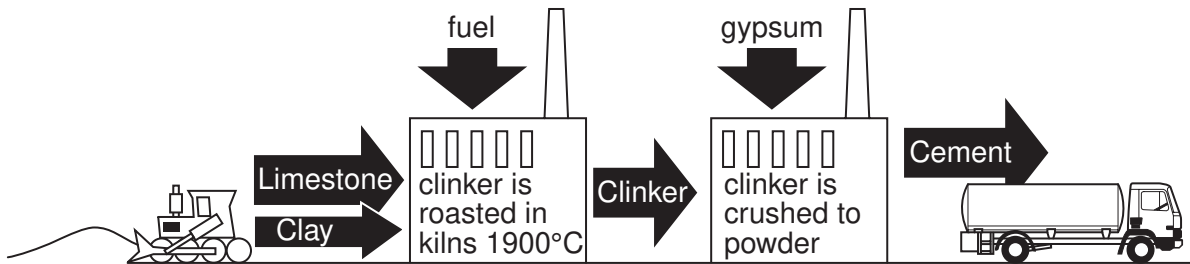 fuel
gypsum
Limestone
Clay
clinker is
roasted in
kilns 1900°C
Clinker
clinker is
crushed to
powder
Cement